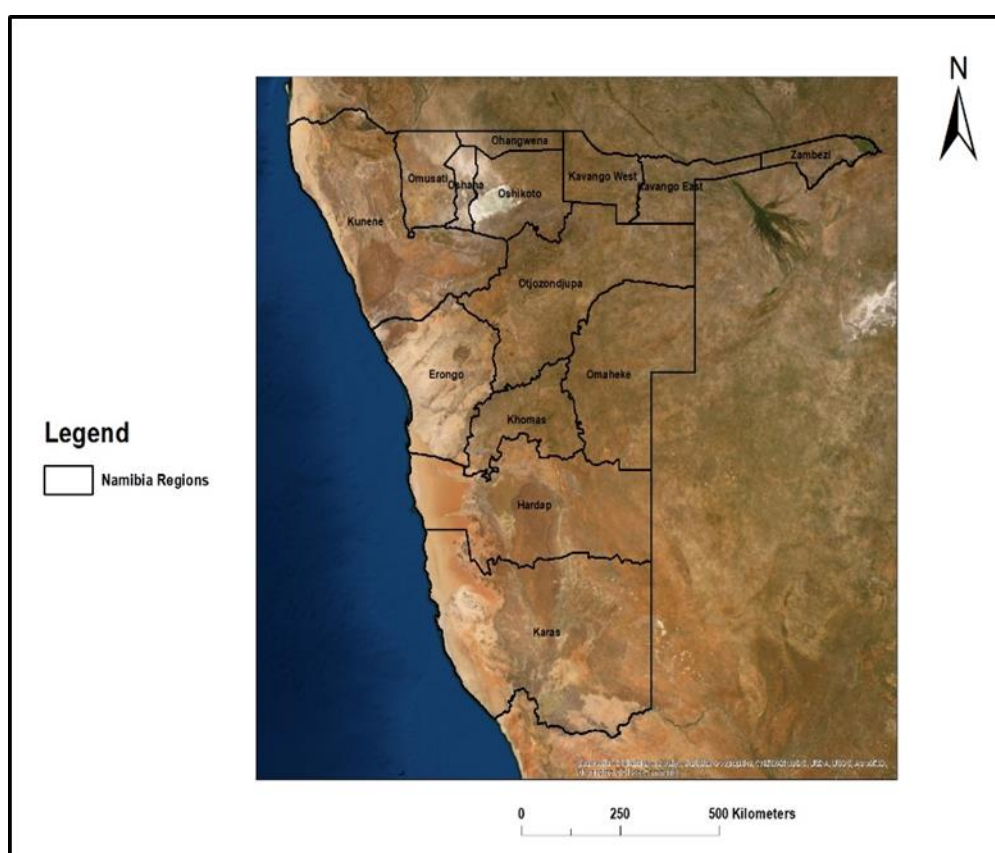 N
Ohangwena
Zambezi
Omusati
Oshana
Oshikoto
Kavango West
Kavango East
Kunene
Otjozondjupa
Erongo
Omaheke
Khomas
Legend
Namibia Regions
Hardap
Karas
0 250 500 Kilometers